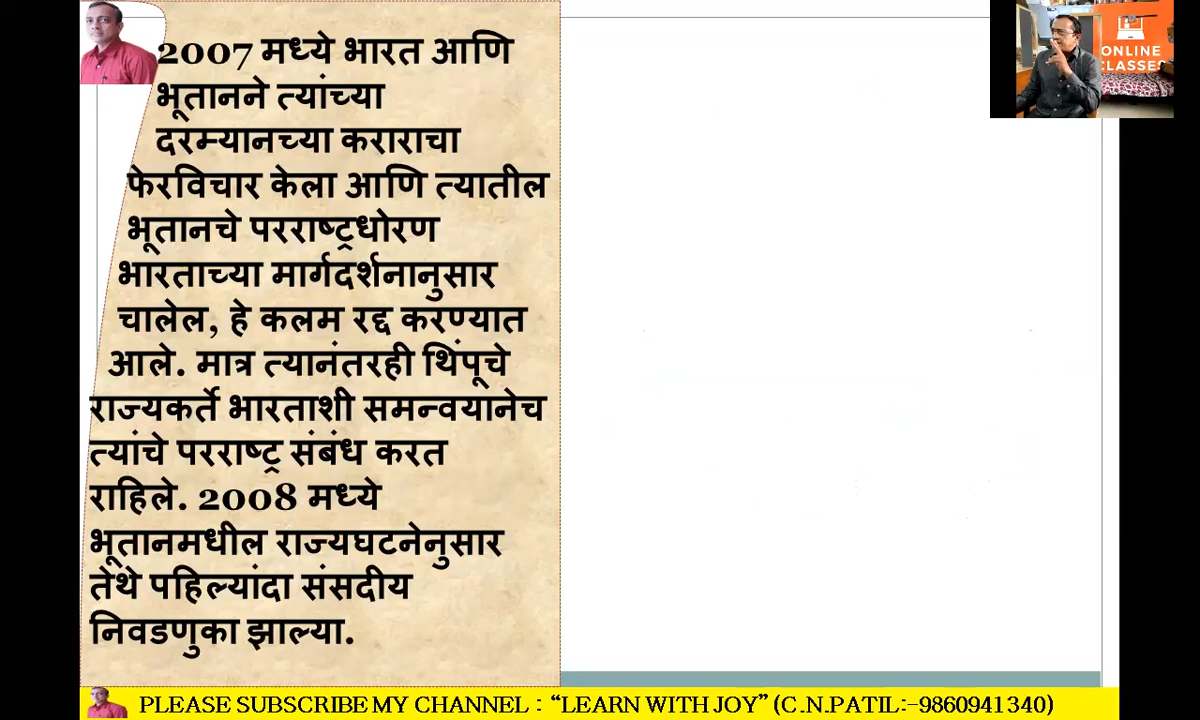 2007 मध्ये भारत आणि
भूतानने त्यांच्या
दरम्यानच्या कराराचा
फेरविचार केला आणि त्यातील
भूतानचे परराष्ट्रधोरण
भारताच्या मार्गदर्शनानुसार
चालेल, हे कलम रद्द करण्यात
आले. मात्र त्यानंतरही थिंपूचे
राज्यकर्ते भारताशी समन्वयानेच
त्यांचे परराष्ट्र संबंध करत
राहिले. 2008 मध्ये
भूतानमधील राज्यघटनेनुसार
तेथे पहिल्यांदा संसदीय
निवडणुका झाल्या.
ONLINE
CLASSES
PLEASE SUBSCRIBE MY CHANNEL : “LEARN WITH JOY” (C.N.PATIL:-9860941340)